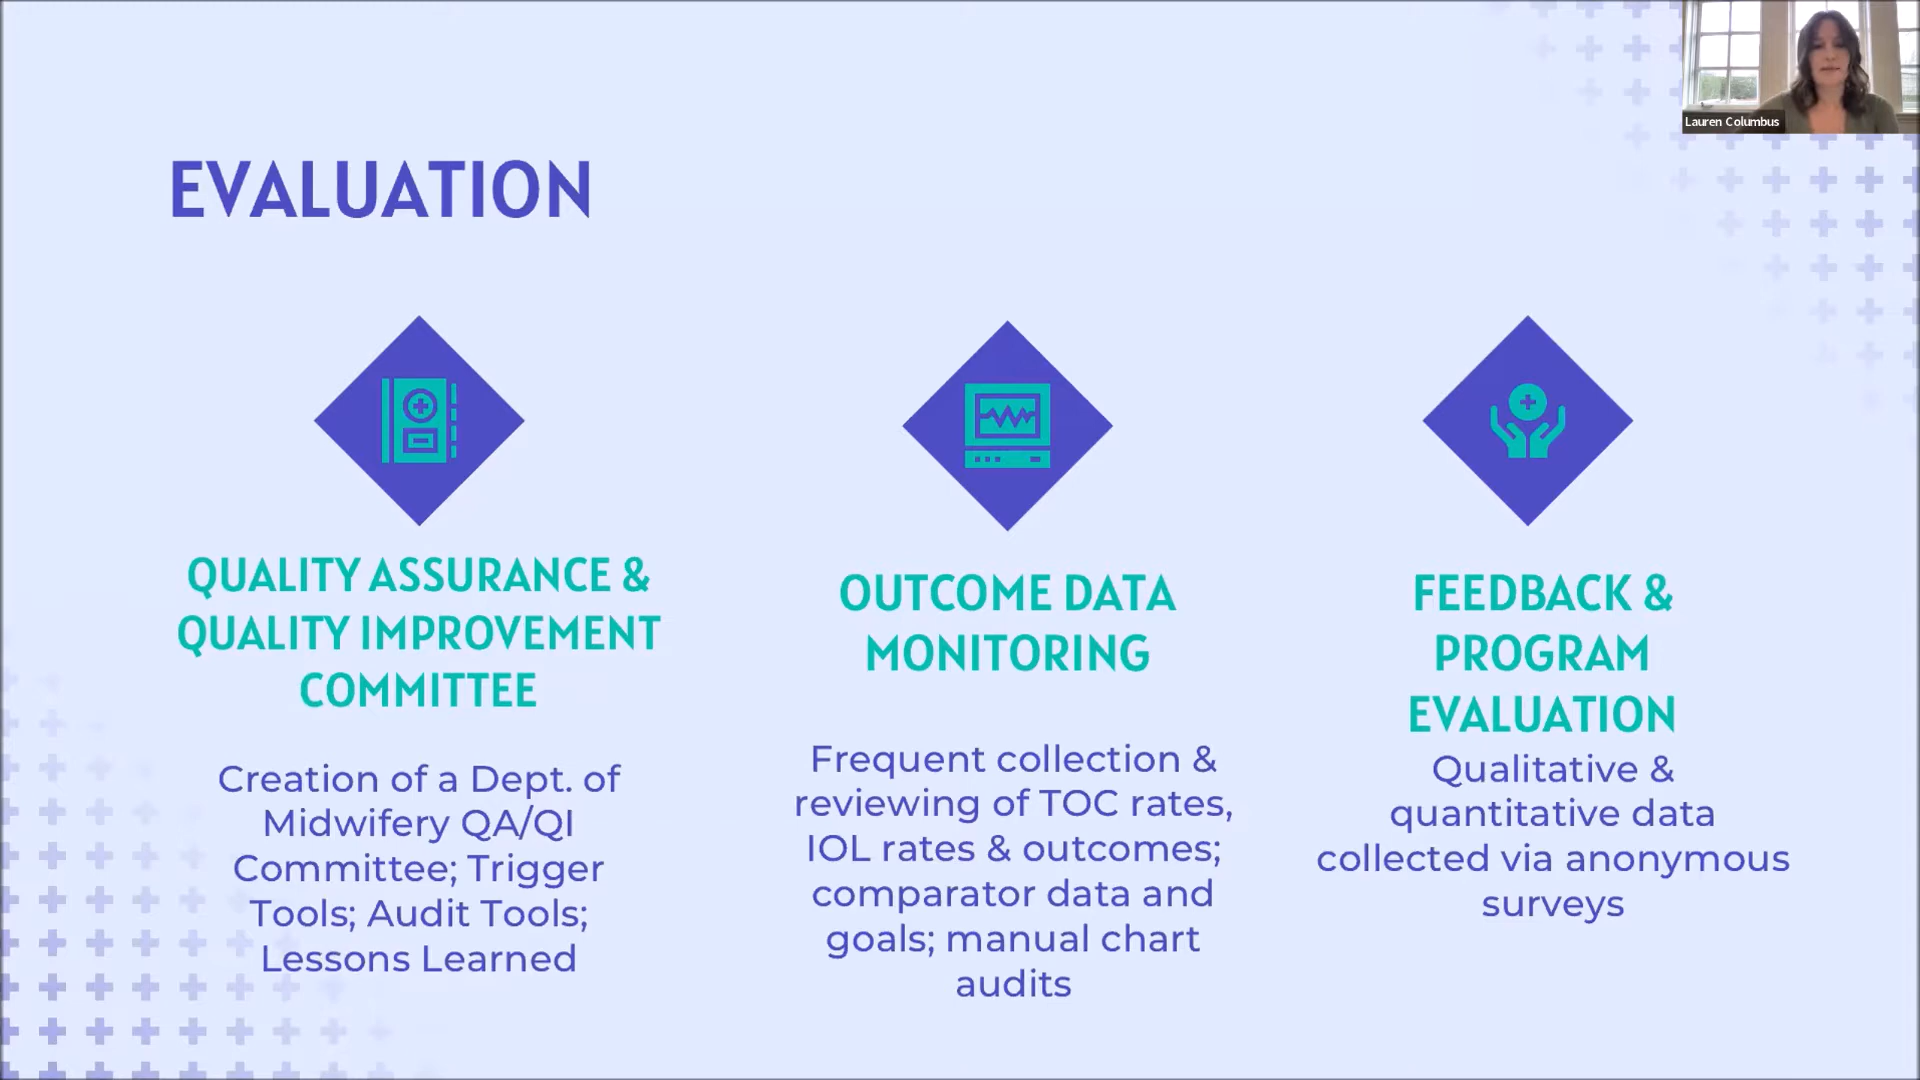 Lauren Columbus
EVALUATION
QUALITY ASSURANCE &
QUALITY IMPROVEMENT
COMMITTEE
Creation of a Dept. of
Midwifery QA/QI
Committee; Trigger
Tools; Audit Tools;
Lessons Learned
OUTCOME DATA
MONITORING
Frequent collection &
reviewing of TOC rates,
IOL rates & outcomes;
comparator data and
goals; manual chart
audits
FEEDBACK &
PROGRAM
EVALUATION
Qualitative &
quantitative data
collected via anonymous
surveys